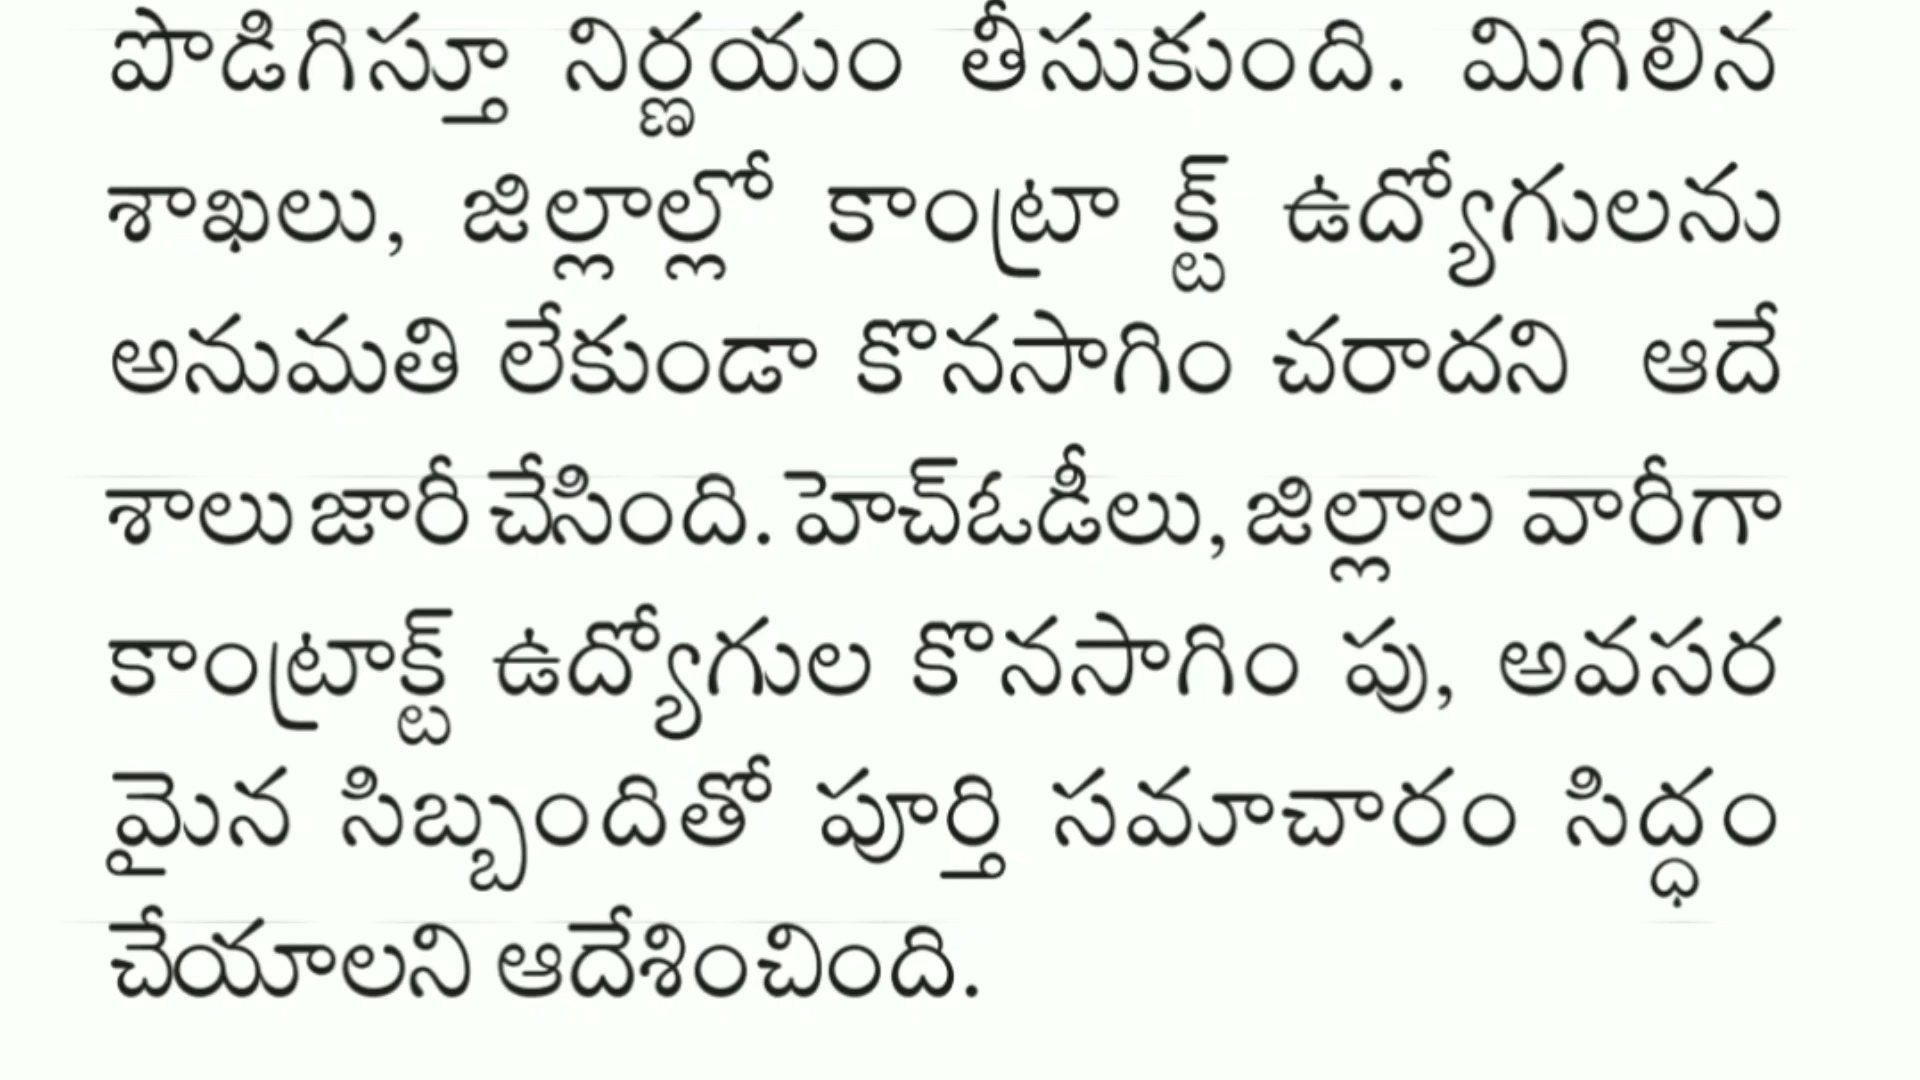 పొడిగిస్తూ నిర్ణయం తీసుకుంది. మిగిలిన
శాఖలు, జిల్లాల్లో కాంట్రా క్ట్ ఉద్యోగులను
అనుమతి లేకుండా కొనసాగిం చరాదని ఆదే
శాలు జారీ చేసింది. హెచ్ఓడీలు, జిల్లాల వారీగా
కాంట్రాక్ట్ ఉద్యోగుల కొనసాగిం పు, అవసర
మైన సిబ్బందితో పూర్తి సమాచారం సిద్ధం
చేయాలని ఆదేశించింది.